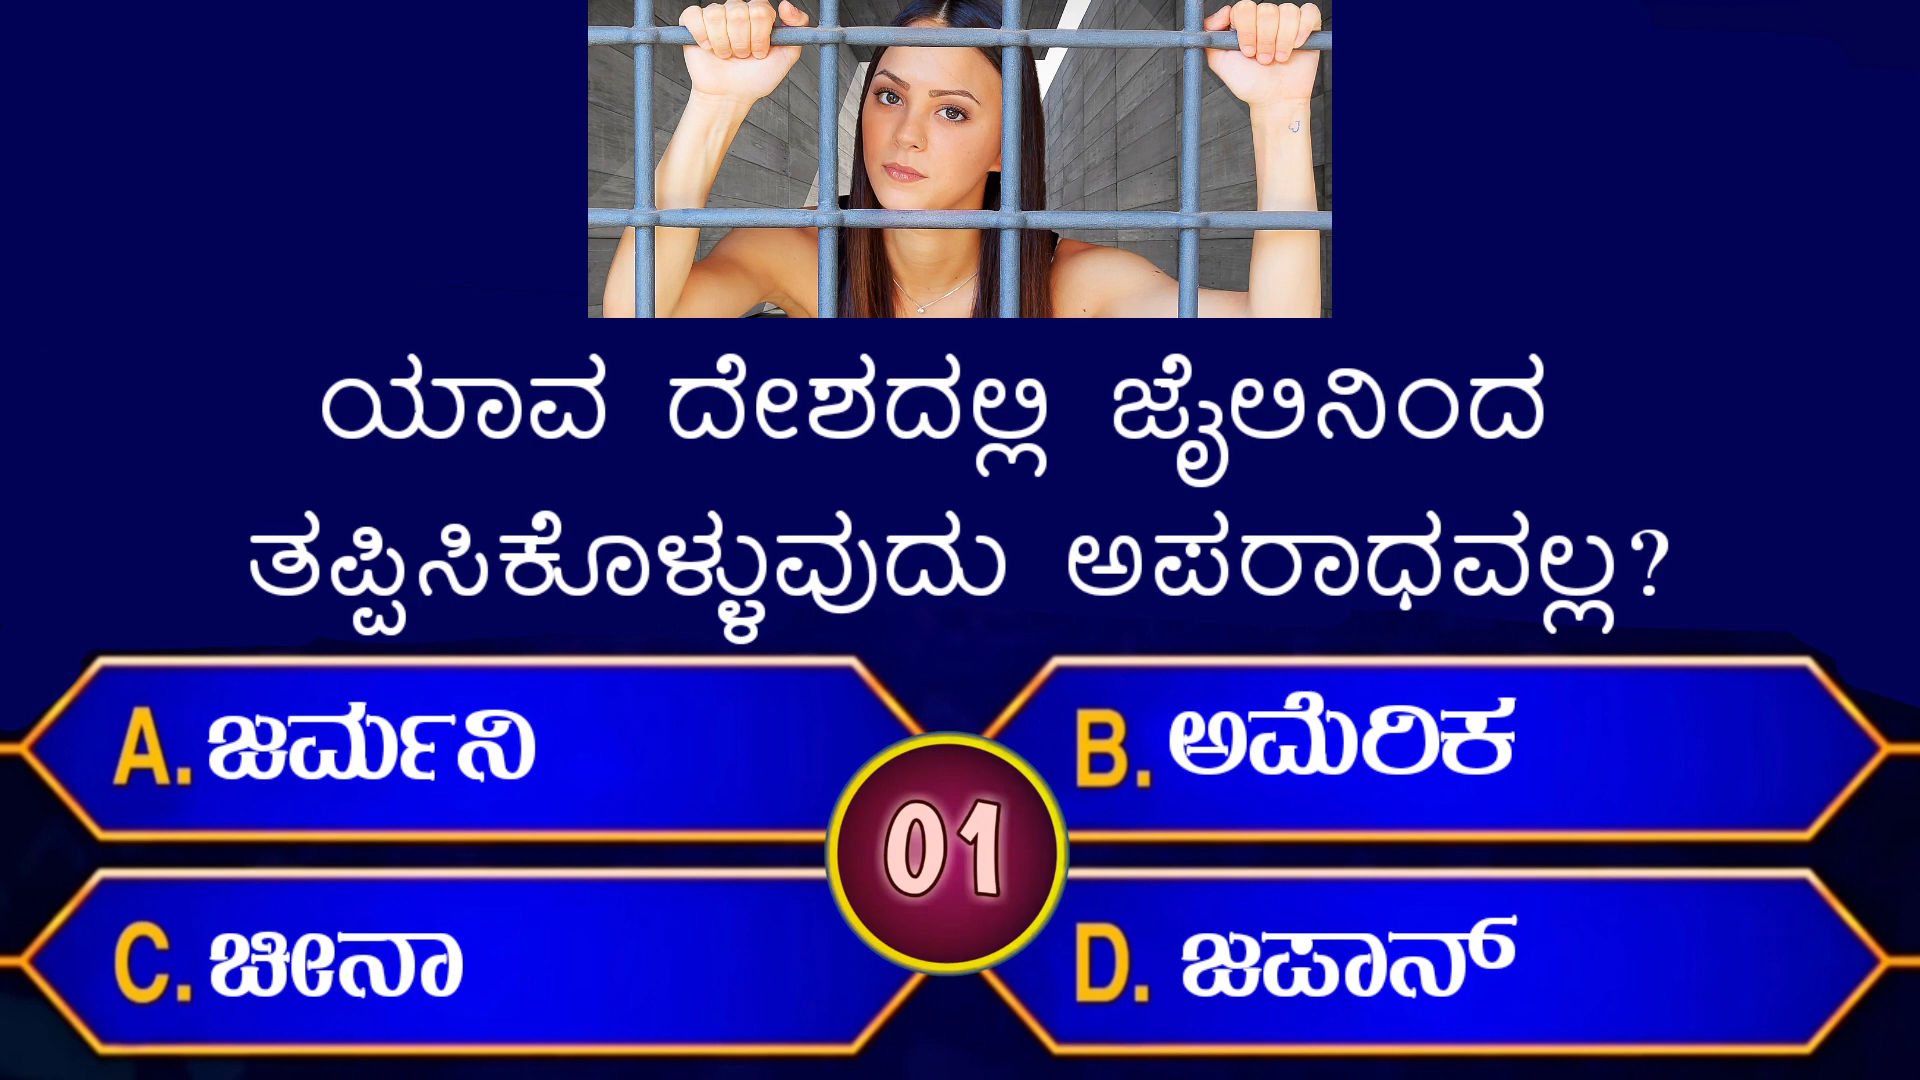 ಯಾವ ದೇಶದಲ್ಲಿ ಜೈಲಿನಿಂದ
ತಪ್ಪಿಸಿಕೊಳ್ಳುವುದು ಅಪರಾಧವಲ್ಲ?
A. ಜರ್ಮನಿ
B. ಅಮೆರಿಕ
01
C. ಚೀನಾ
D. ಜಪಾನ್